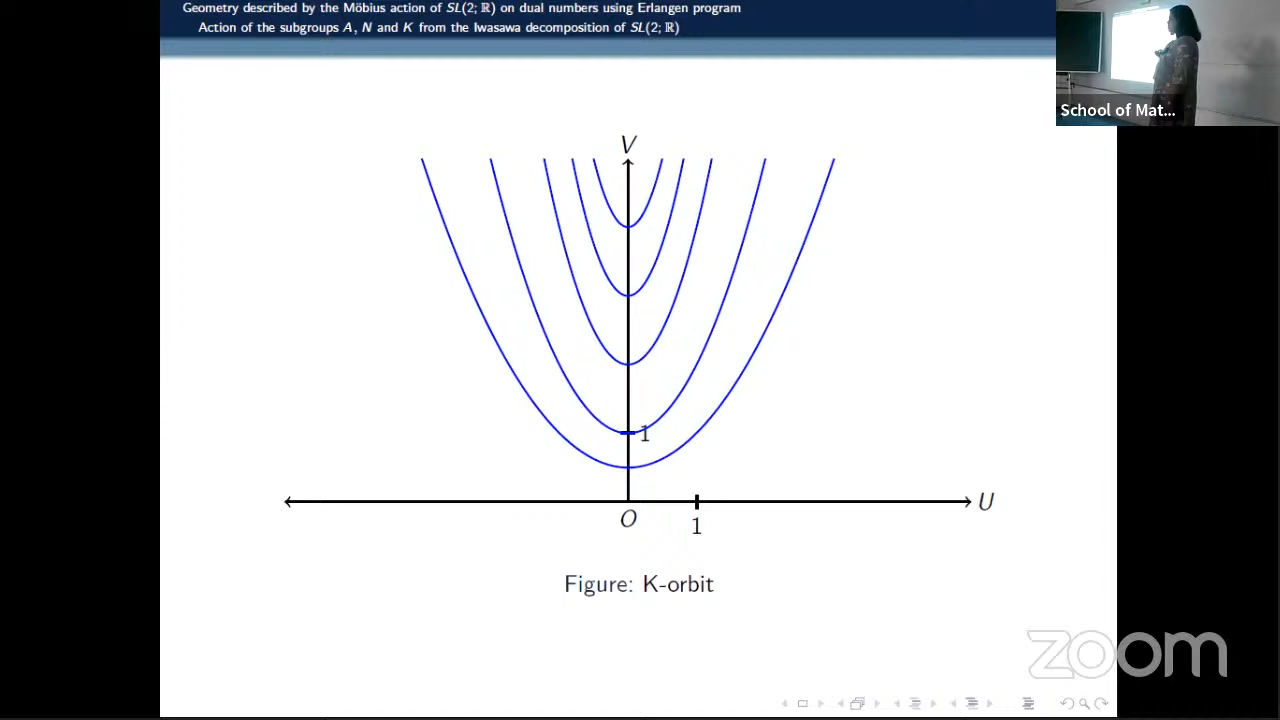 Geometry described by the Möbius action of SL(2; ℝ) on dual numbers using Erlangen program
Action of the subgroups A, N and K from the Iwasawa decomposition of SL(2; ℝ)
School of Mat...
V
1
U
O
1
Figure: K-orbit
zoom